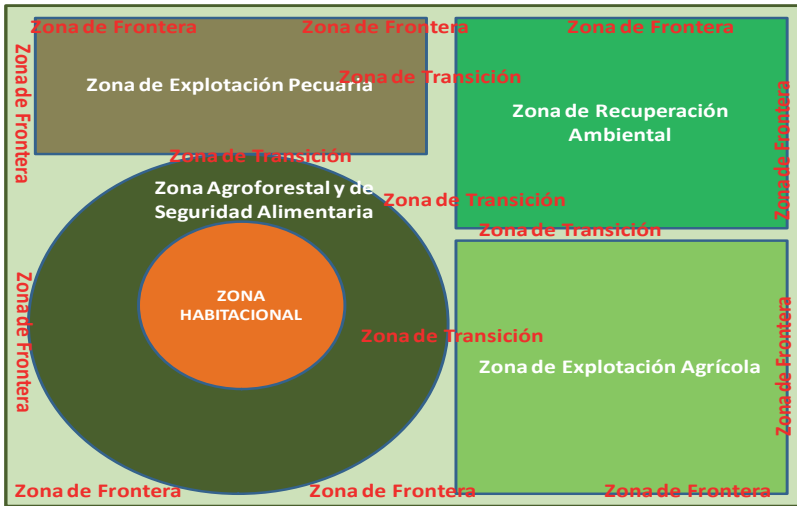 Zona de Frontera
Zona de Frontera
Zona de Frontera
Zona de Frontera
Zona de Explotación Pecuaria
Zona de Transición
Zona de Recuperación
Ambiental
Zona de Frontera
Zona de Transición
Zona Agroforestal y de
Seguridad Alimentaria
Zona de Transición
Zona de Transición
Zona de Frontera
ZONA
HABITACIONAL
Zona de Transición
Zona de Explotación Agrícola
Zona de Frontera
Zona de Frontera
Zona de Frontera
Zona de Frontera